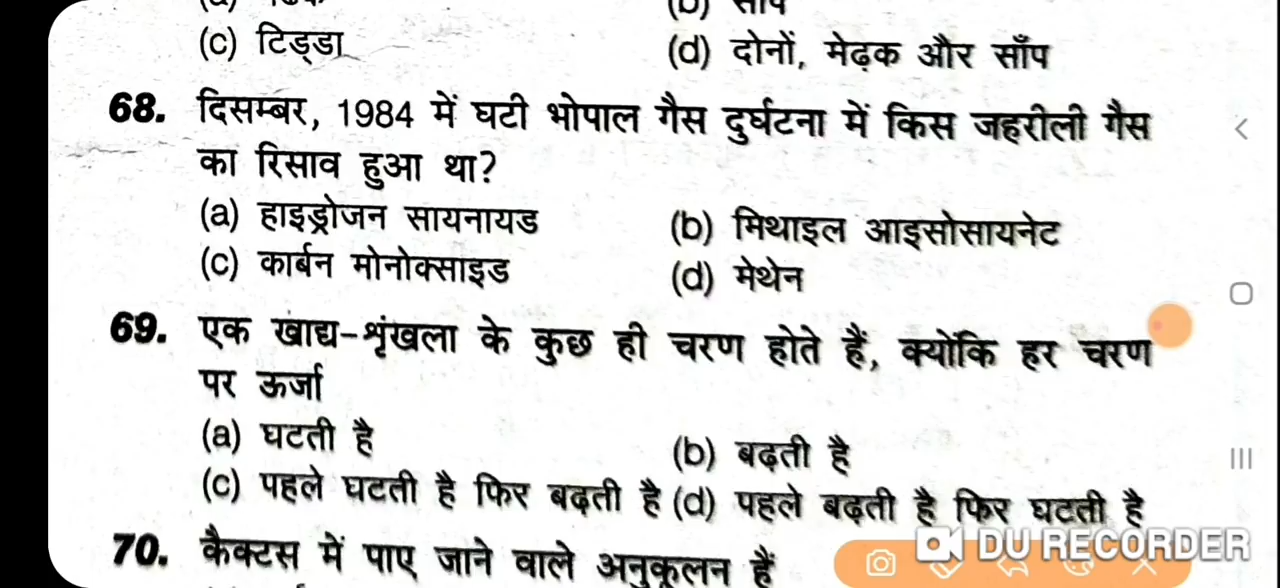 (c) टिड्डा
(d) दोनों, मेढ़क और साँप
68. दिसम्बर, 1984 में घटी भोपाल गैस दुर्घटना में किस जहरीली गैस
का रिसाव हुआ था?
(a) हाइड्रोजन सायनायड
(b) मिथाइल आइसोसायनेट
(c) कार्बन मोनोक्साइड
(d) मेथेन
69. एक खाद्य-शृंखला के कुछ ही चरण होते हैं, क्योंकि हर चरण
पर ऊर्जा
(a) घटती है
(b) बढ़ती है
(c) पहले घटती है फिर बढ़ती है (d) पहले बढ़ती है फिर घटती है
70. कैक्टस में पाए जाने वाले अनुकूलन हैं
DU RECORDER